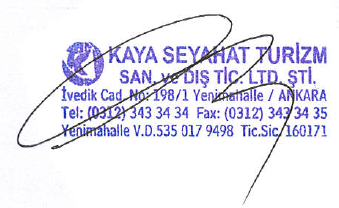 KAYA SEYAHAT TURİZM
SAN. ve DIŞ TİC. LTD. ŞTİ.
İvedik Cad. No: 198/1 Yenimahalle / ANKARA
Tel: (0312) 343 34 34 Fax: (0312) 343 34 35
Yenimahalle V.D.535 017 9498 Tic.Sic. 160171